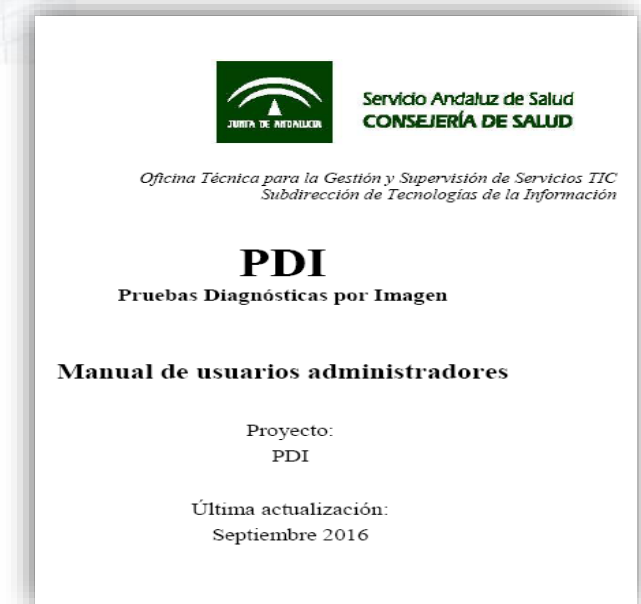 JUNTA DE ANDALUCIA
Servicio Andaluz de Salud
CONSEJERÍA DE SALUD
Oficina Técnica para la Gestión y Supervisión de Servicios TIC
Subdirección de Tecnologías de la Información
PDI
Pruebas Diagnósticas por Imagen
Manual de usuarios administradores
Proyecto:
PDI
Última actualización:
Septiembre 2016